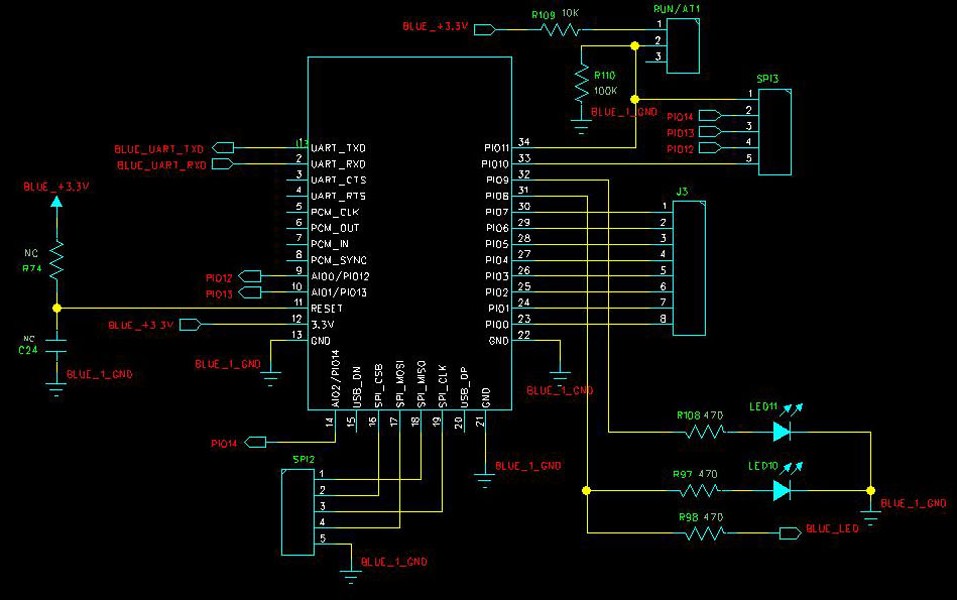 RUN/AT1
R109 10K
BLUE_+3.3V
1
2
3
R110
100K
BLUE_1_GND
SPI3
1
PIO14 2
PIO13 3
PIO12 4
5
BLUE_UART_TXD
BLUE_UART_RXD 2
3
4
5
6
7
8
PIO12 9
PIO13 10
11
BLUE_+3.3V 12
13
UART_TXD
UART_RXD
UART_CTS
UART_RTS
PCM_CLK
PCM_OUT
PCM_IN
PCM_SYNC
AIO0/PIO12
AIO1/PIO13
RESET
3.3V
GND
PIO11 34
PIO10 33
PIO9 32
PIO8 31
PIO7 30
PIO6 29
PIO5 28
PIO4 27
PIO3 26
PIO2 25
PIO1 24
PIO0 23
GND 22
J3
1
2
3
4
5
6
7
8
BLUE_+3.3V
NC
R74
NC
C24
BLUE_1_GND
BLUE_1_GND
BLUE_1_GND
AIO2/PIO14
USB_DN
SPI_CSB
SPI_MOSI
SPI_MISO
SPI_CLK
USB_DP
GND
14
15
16
17
18
19
20
21
PIO14
BLUE_1_GND
SPI2
1
2
3
4
5
BLUE_1_GND
R108 470
LED11
R97 470
LED10
BLUE_1_GND
R98 470
BLUE_LED